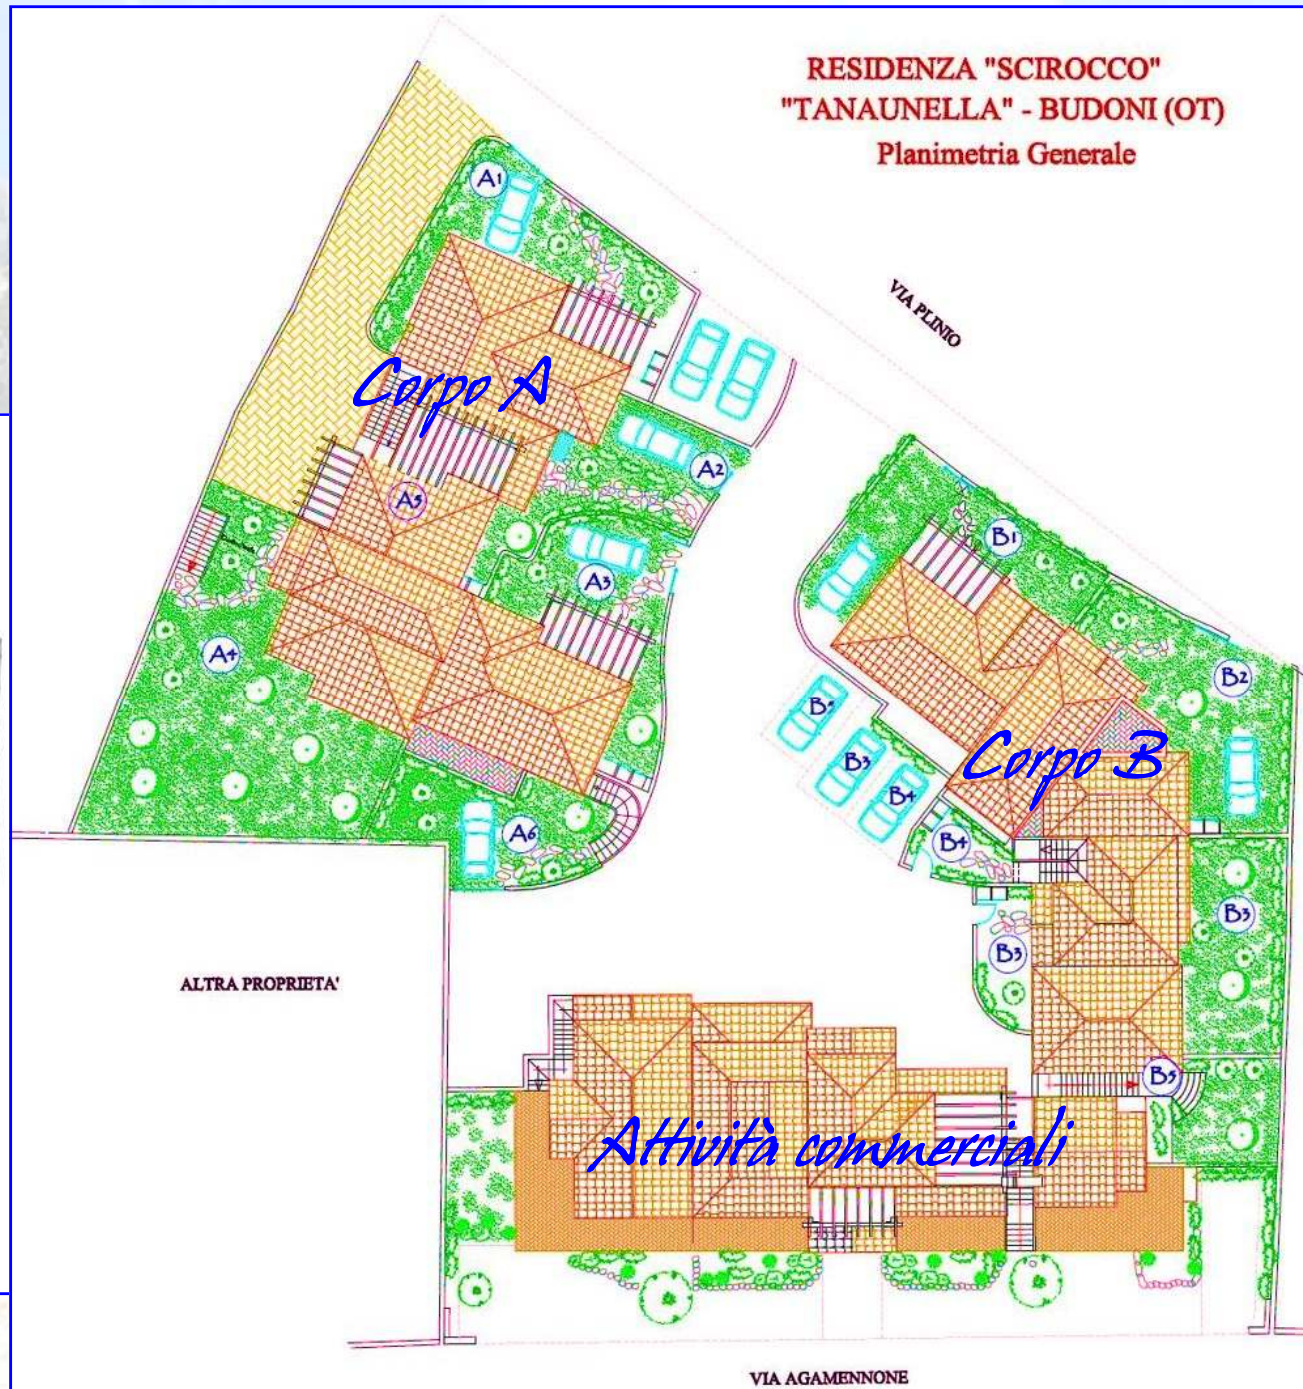 RESIDENZA "SCIROCCO"
"TANAUNELLA" - BUDONI (OT)
Planimetria Generale
A1
VIA PLINIO
Corpo A
A2
A5
B1
A3
A4
B2
B5
Corpo B
B3
B4
A6
B4
B3
B3
ALTRA PROPRIETA'
B5
Attività commerciali
VIA AGAMENNONE